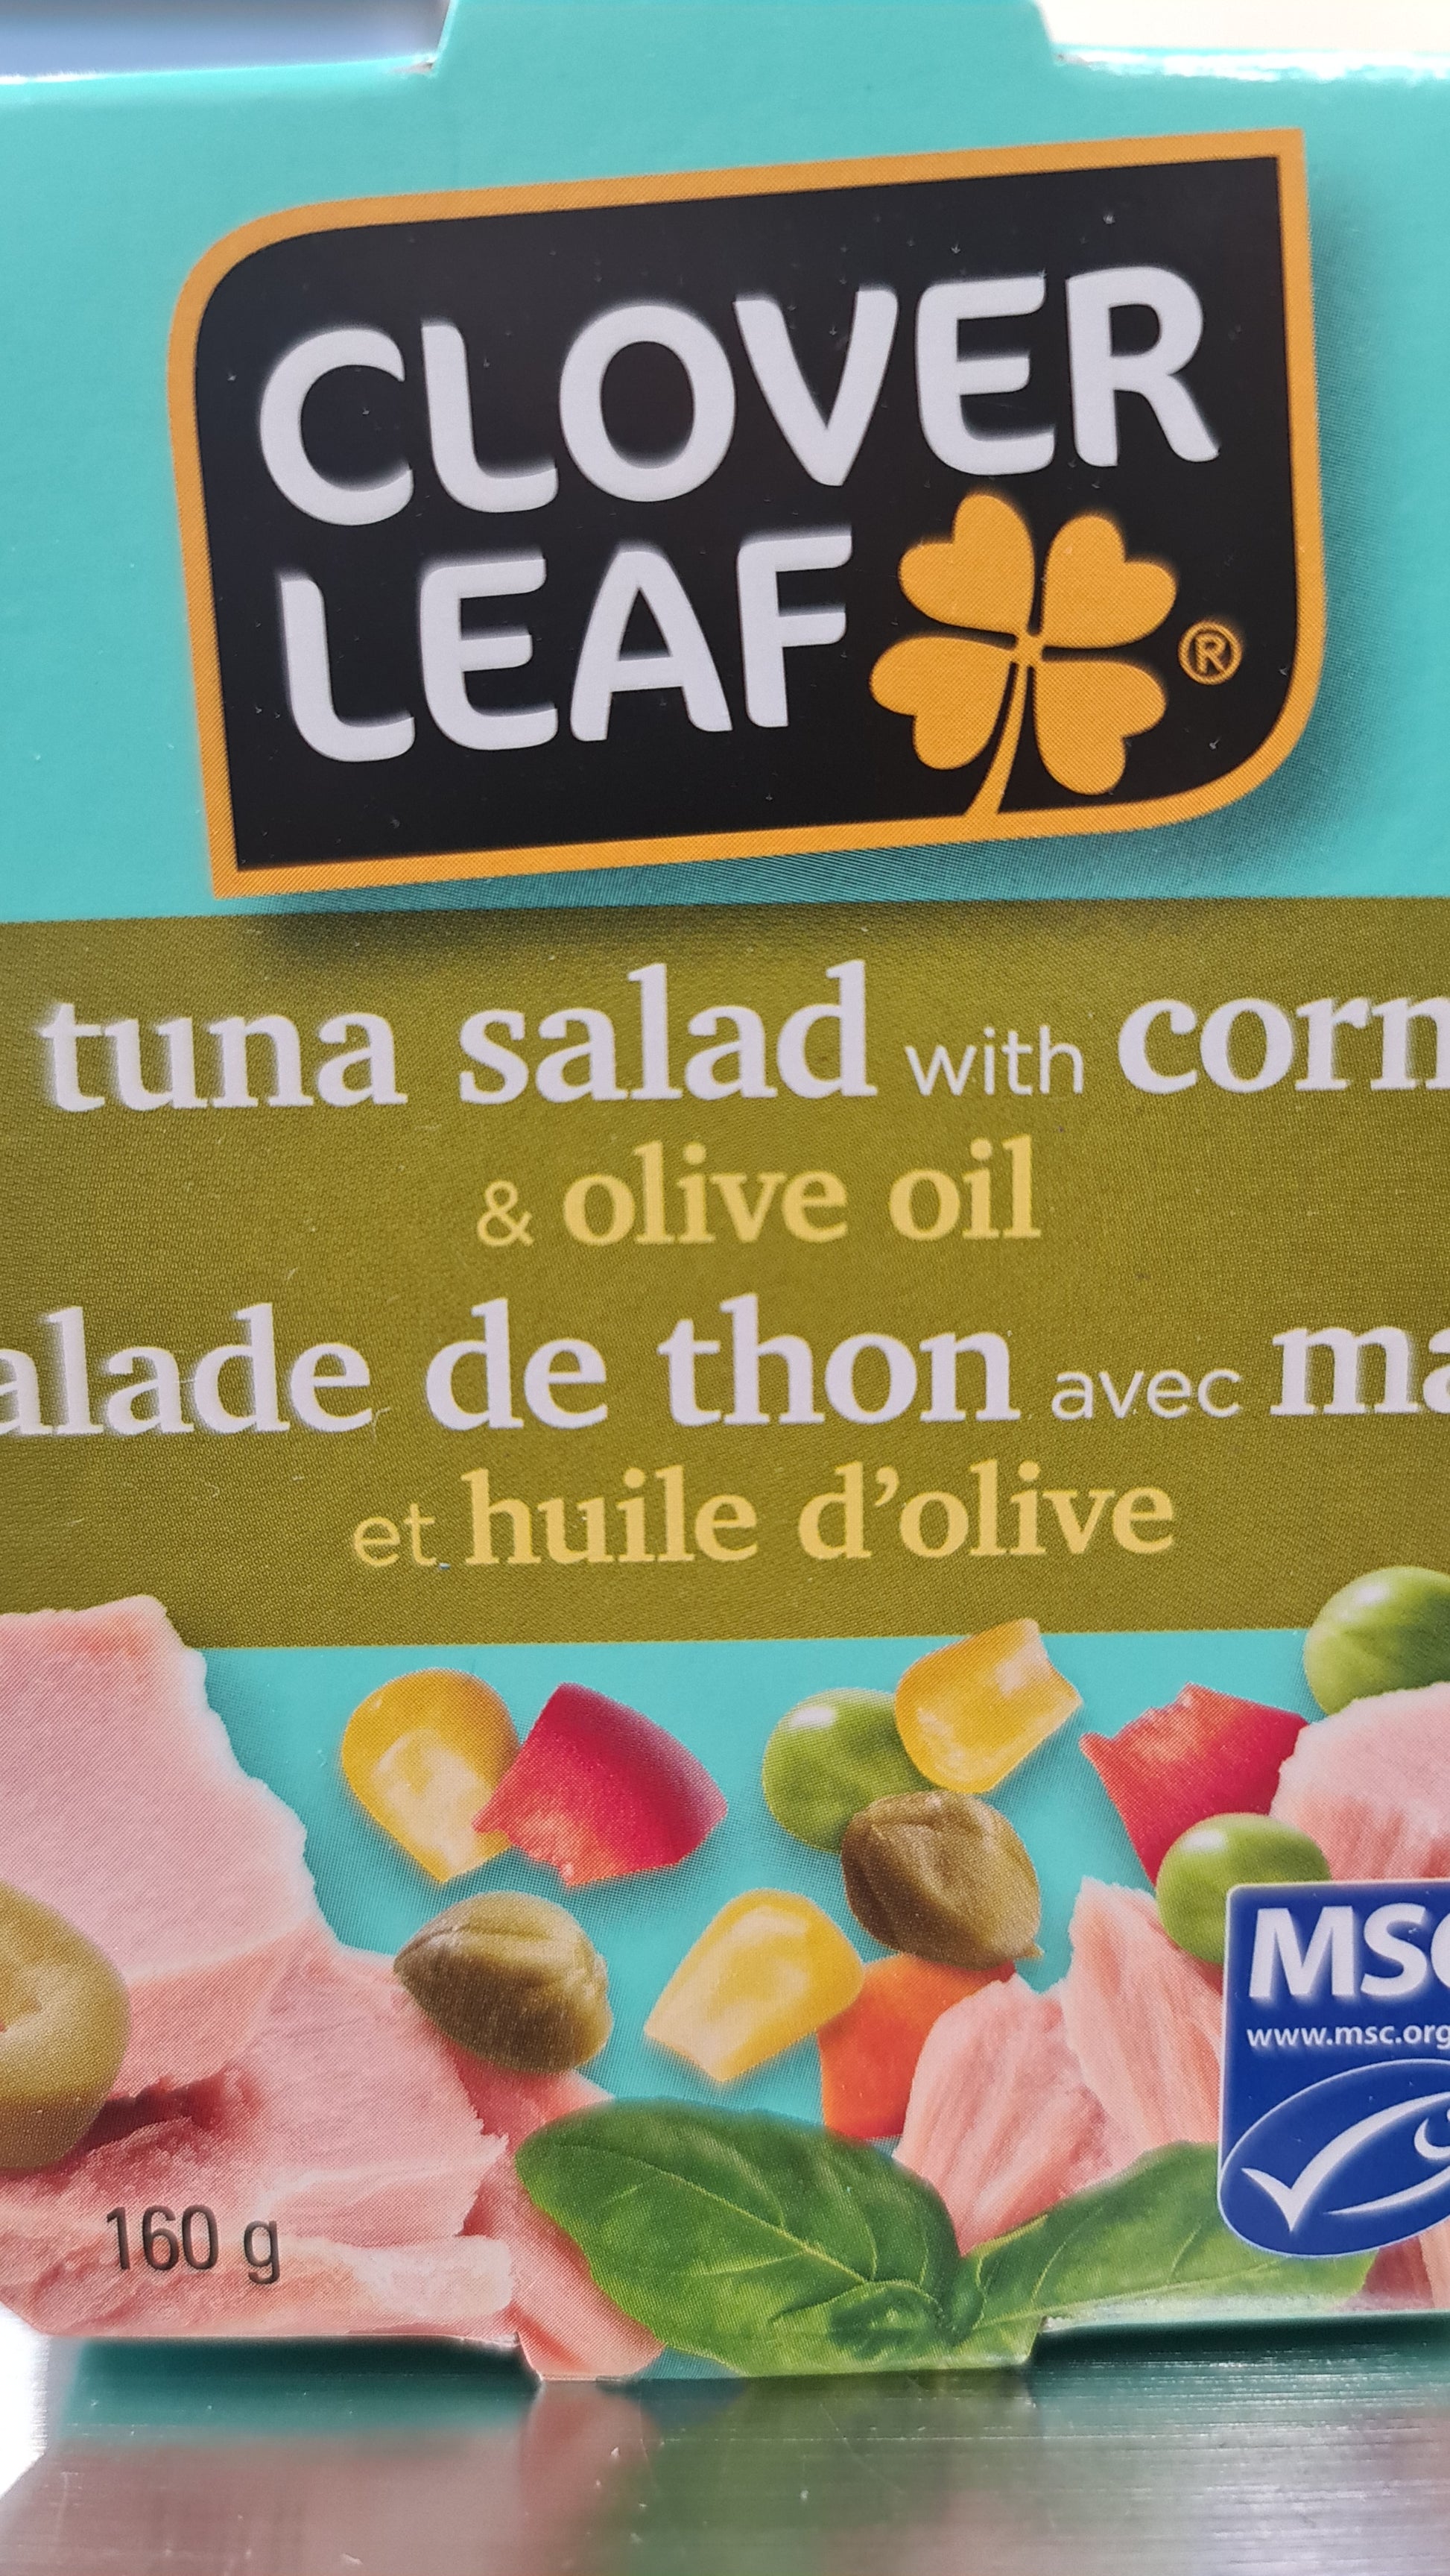 CLOVER
LEAF
®
tuna salad with corn
& olive oil
alade de thon avec ma
et huile d'olive
MSC
www.msc.org
160 g